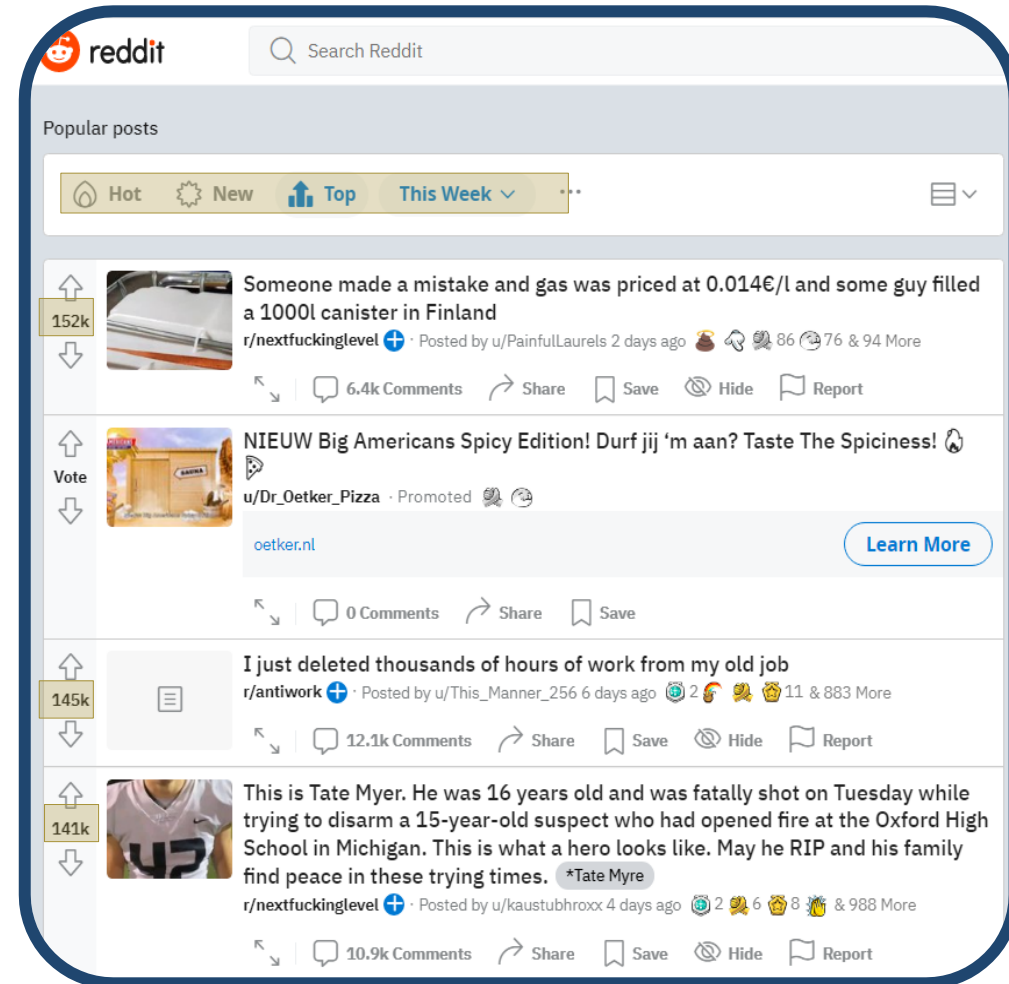 reddit
Search Reddit
Popular posts
Hot New Top This Week ...
152k
Someone made a mistake and gas was priced at 0.014€/l and some guy filled
a 1000l canister in Finland
r/nextfuckinglevel · Posted by u/PainfulLaurels 2 days ago 86 76 & 94 More
6.4k Comments Share Save Hide Report
Vote
SAUNA
NIEUW Big Americans Spicy Edition! Durf jij ‘m aan? Taste The Spiciness!
u/Dr_Oetker_Pizza · Promoted
oetker.nl
Learn More
0 Comments Share Save
145k
I just deleted thousands of hours of work from my old job
r/antiwork · Posted by u/This_Manner_256 6 days ago 2 11 & 883 More
12.1k Comments Share Save Hide Report
141k
42
This is Tate Myer. He was 16 years old and was fatally shot on Tuesday while
trying to disarm a 15-year-old suspect who had opened fire at the Oxford High
School in Michigan. This is what a hero looks like. May he RIP and his family
find peace in these trying times. *Tate Myre
r/nextfuckinglevel · Posted by u/kaustubhroxx 4 days ago 2 6 8 & 988 More
10.9k Comments Share Save Hide Report